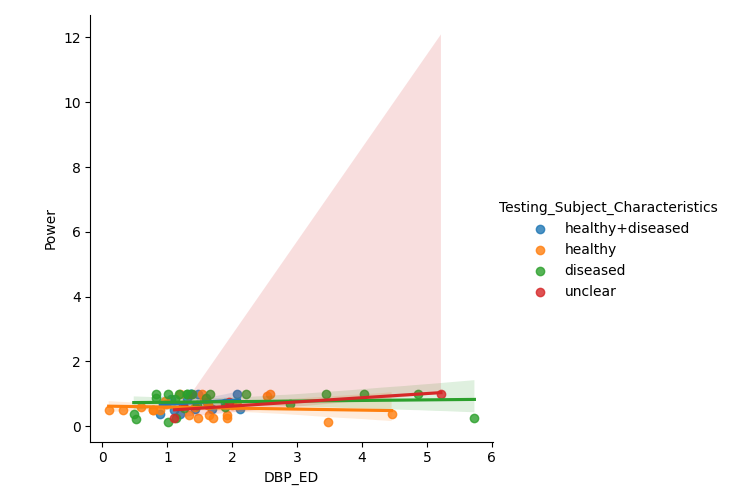 12
10
8
6
4
2
0
Power
0 1 2 3 4 5 6
DBP_ED
Testing_Subject_Characteristics
healthy+diseased
healthy
diseased
unclear